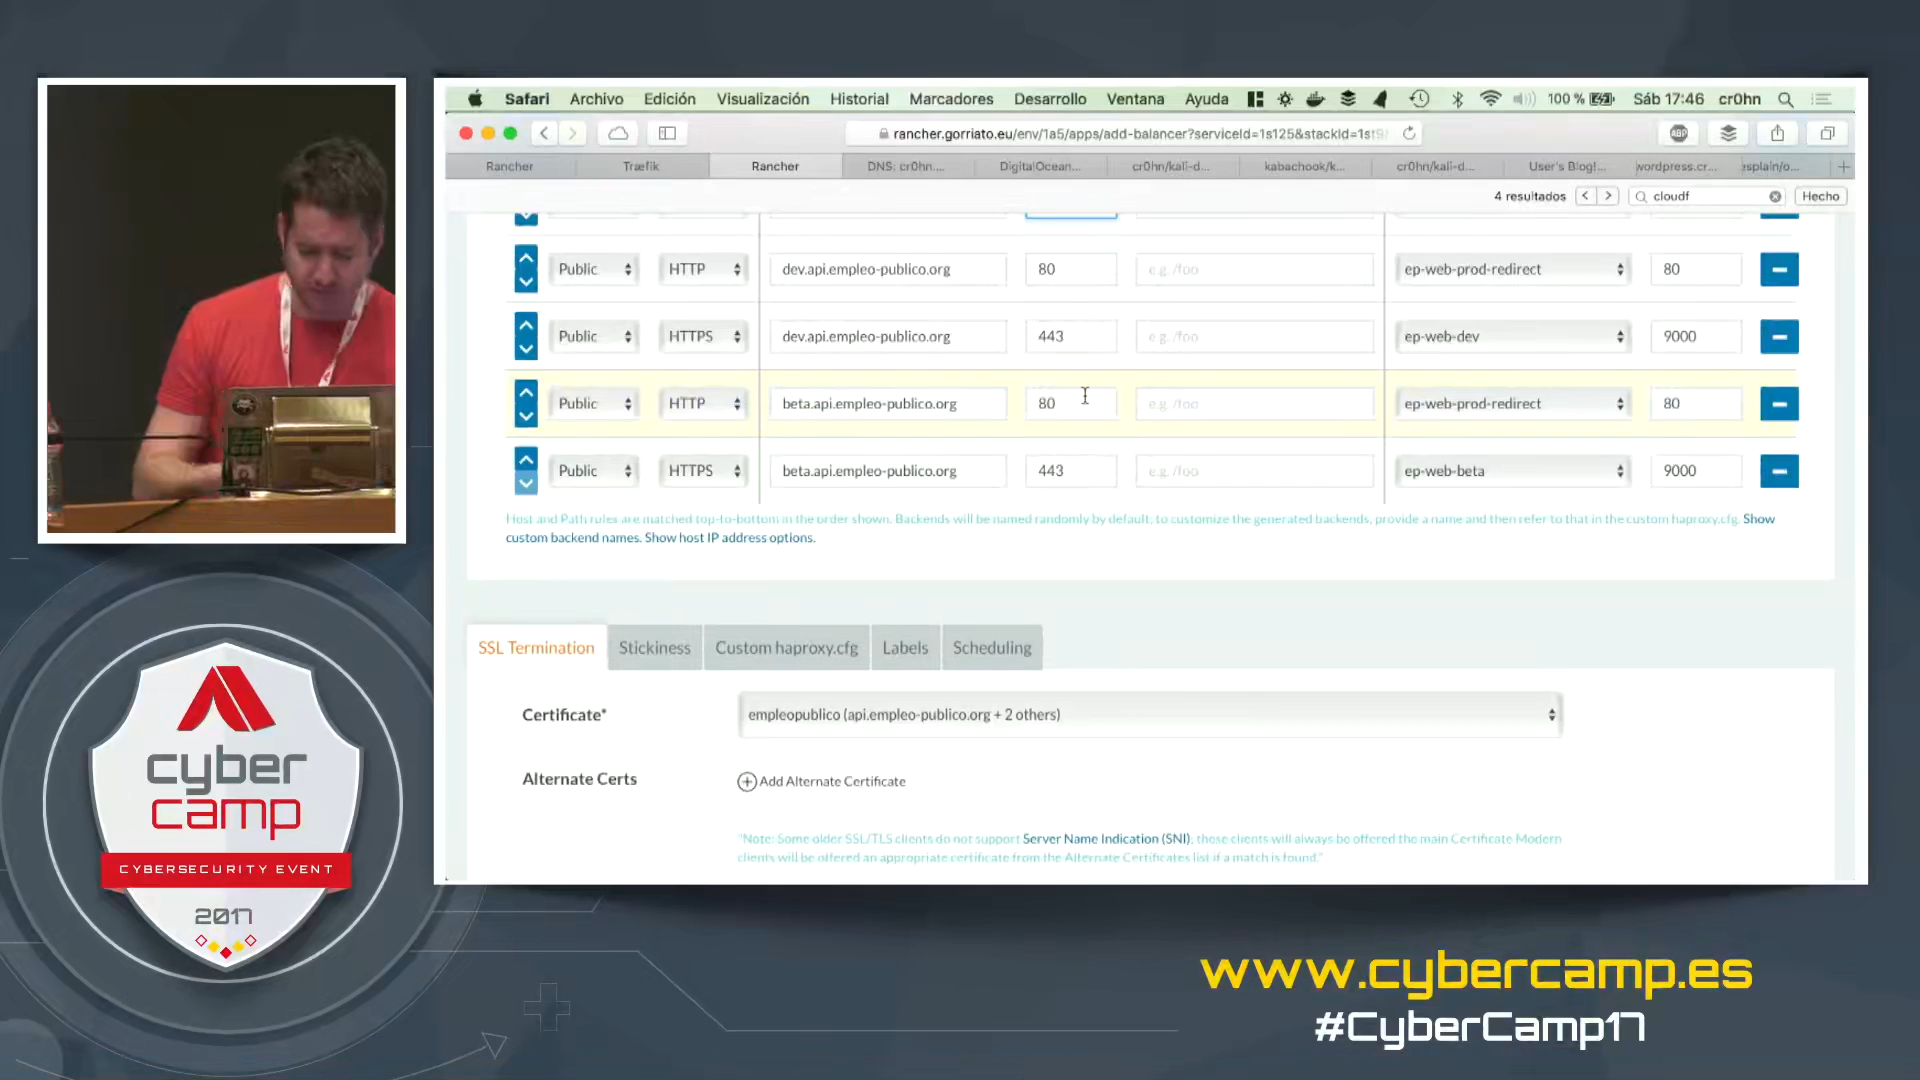 Safari Archivo Edición Visualización Historial Marcadores Desarrollo Ventana Ayuda 100 % Sáb 17:46 cr0hn
rancher.gorriato.eu/env/1a5/apps/add-balancer?serviceId=1s125&stackId=1st9
ABP
Rancher Træfik Rancher DNS: cr0hn.... DigitalOcean... cr0hn/kali-d... kabachook/k... cr0hn/kali-d... User's Blog!... wordpress.cr... esplain/o...
4 resultados cloudf Hecho
Public HTTP dev.api.empleo-publico.org 80 e.g. /foo ep-web-prod-redirect 80
Public HTTPS dev.api.empleo-publico.org 443 e.g. /foo ep-web-dev 9000
Public HTTP beta.api.empleo-publico.org 80 e.g. /foo ep-web-prod-redirect 80
Public HTTPS beta.api.empleo-publico.org 443 e.g. /foo ep-web-beta 9000
Host and Path rules are matched top-to-bottom in the order shown. Backends will be named randomly by default; to customize the generated backends, provide a name and then refer to that in the custom haproxy.cfg. Show
custom backend names. Show host IP address options.
SSL Termination Stickiness Custom haproxy.cfg Labels Scheduling
Certificate* empleopublico (api.empleo-publico.org + 2 others)
Alternate Certs Add Alternate Certificate
"Note: Some older SSL/TLS clients do not support Server Name Indication (SNI); those clients will always be offered the main Certificate Modern
clients will be offered an appropriate certificate from the Alternate Certificates list if a match is found."
cyber
camp
CYBERSECURITY EVENT
2017
www.cybercamp.es
#CyberCamp17